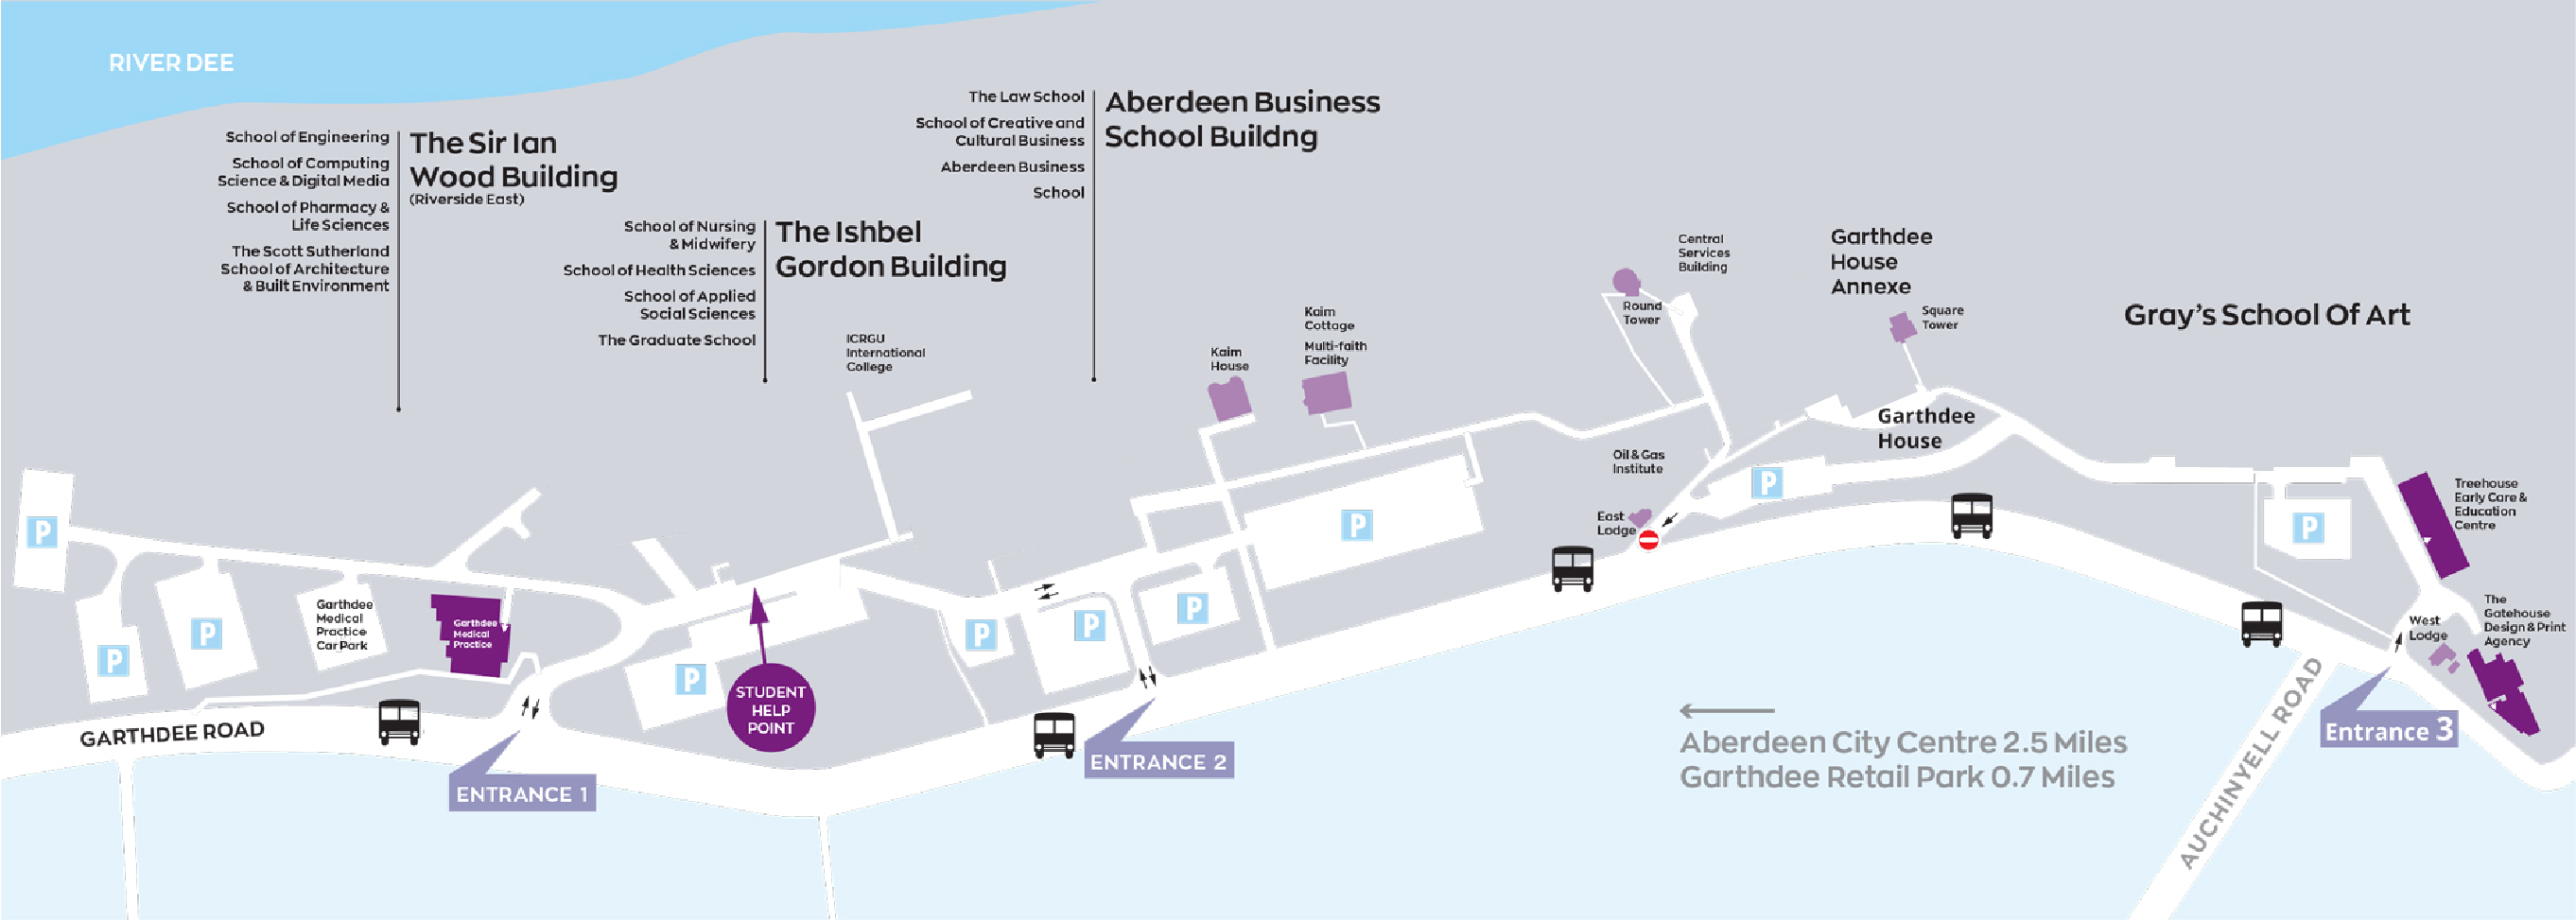 RIVER DEE
School of Engineering
School of Computing
Science & Digital Media
School of Pharmacy &
Life Sciences
The Scott Sutherland
School of Architecture
& Built Environment
The Sir Ian
Wood Building
(Riverside East)
School of Nursing
& Midwifery
School of Health Sciences
School of Applied
Social Sciences
The Graduate School
The Ishbel
Gordon Building
The Law School
School of Creative and
Cultural Business
Aberdeen Business
School
Aberdeen Business
School Buildng
ICRGU
International
College
Kaim
House
Kaim
Cottage
Multi-faith
Facility
Central
Services
Building
Round
Tower
Garthdee
House
Annexe
Square
Tower
Gray's School Of Art
Garthdee
House
Oil & Gas
Institute
East
Lodge
Treehouse
Early Care &
Education
Centre
The
Gatehouse
Design & Print
Agency
West
Lodge
P
P
P
Garthdee
Medical
Practice
Car Park
Garthdee
Medical
Practice
P
STUDENT
HELP
POINT
P
P
P
P
P
P
GARTHDEE ROAD
ENTRANCE 1
ENTRANCE 2
Entrance 3
Aberdeen City Centre 2.5 Miles
Garthdee Retail Park 0.7 Miles
AUCHINYELL ROAD